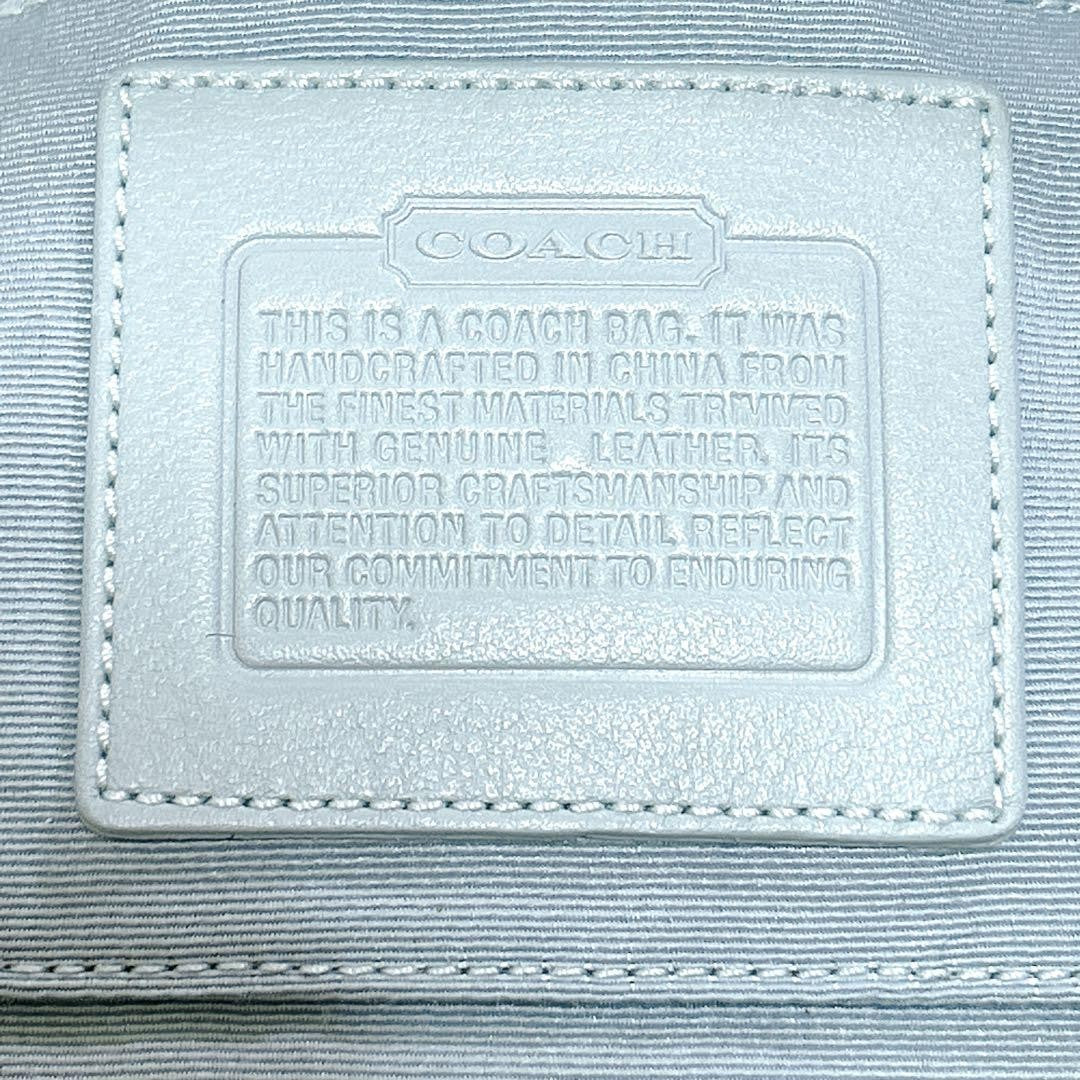 COACH
THIS IS A COACH BAG. IT WAS
HANDCRAFTED IN CHINA FROM
THE FINEST MATERIALS TRIMMED
WITH GENUINE LEATHER. ITS
SUPERIOR CRAFTSMANSHIP AND
ATTENTION TO DETAIL REFLECT
OUR COMMITMENT TO ENDURING
QUALITY.